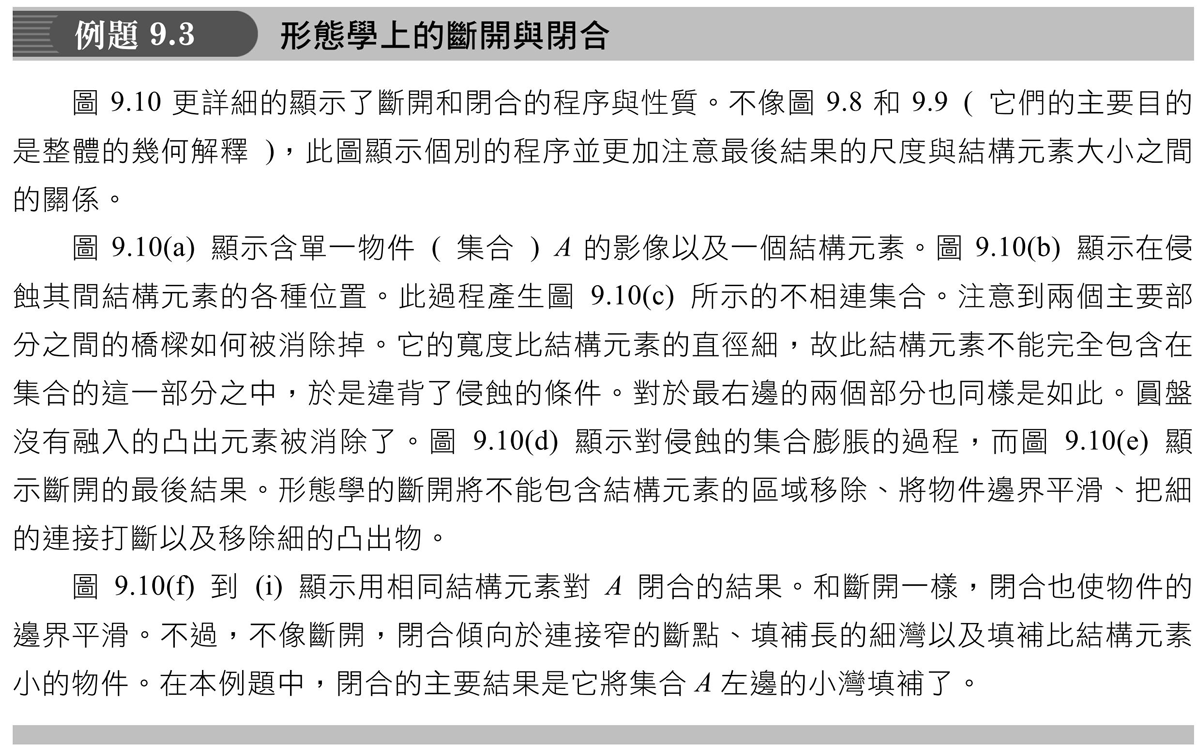 例題 9.3 形態學上的斷開與閉合
圖 9.10 更詳細的顯示了斷開和閉合的程序與性質。不像圖 9.8 和 9.9 ( 它們的主要目的
是整體的幾何解釋 )，此圖顯示個別的程序並更加注意最後結果的尺度與結構元素大小之間
的關係。
圖 9.10(a) 顯示含單一物件 ( 集合 ) A 的影像以及一個結構元素。圖 9.10(b) 顯示在侵
蝕其間結構元素的各種位置。此過程產生圖 9.10(c) 所示的不相連集合。注意到兩個主要部
分之間的橋樑如何被消除掉。它的寬度比結構元素的直徑細，故此結構元素不能完全包含在
集合的這一部分之中，於是違背了侵蝕的條件。對於最右邊的兩個部分也同樣是如此。圓盤
沒有融入的凸出元素被消除了。圖 9.10(d) 顯示對侵蝕的集合膨脹的過程，而圖 9.10(e) 顯
示斷開的最後結果。形態學的斷開將不能包含結構元素的區域移除、將物件邊界平滑、把細
的連接打斷以及移除細的凸出物。
圖 9.10(f) 到 (i) 顯示用相同結構元素對 A 閉合的結果。和斷開一樣，閉合也使物件的
邊界平滑。不過，不像斷開，閉合傾向於連接窄的斷點、填補長的細灣以及填補比結構元素
小的物件。在本例題中，閉合的主要結果是它將集合 A 左邊的小灣填補了。